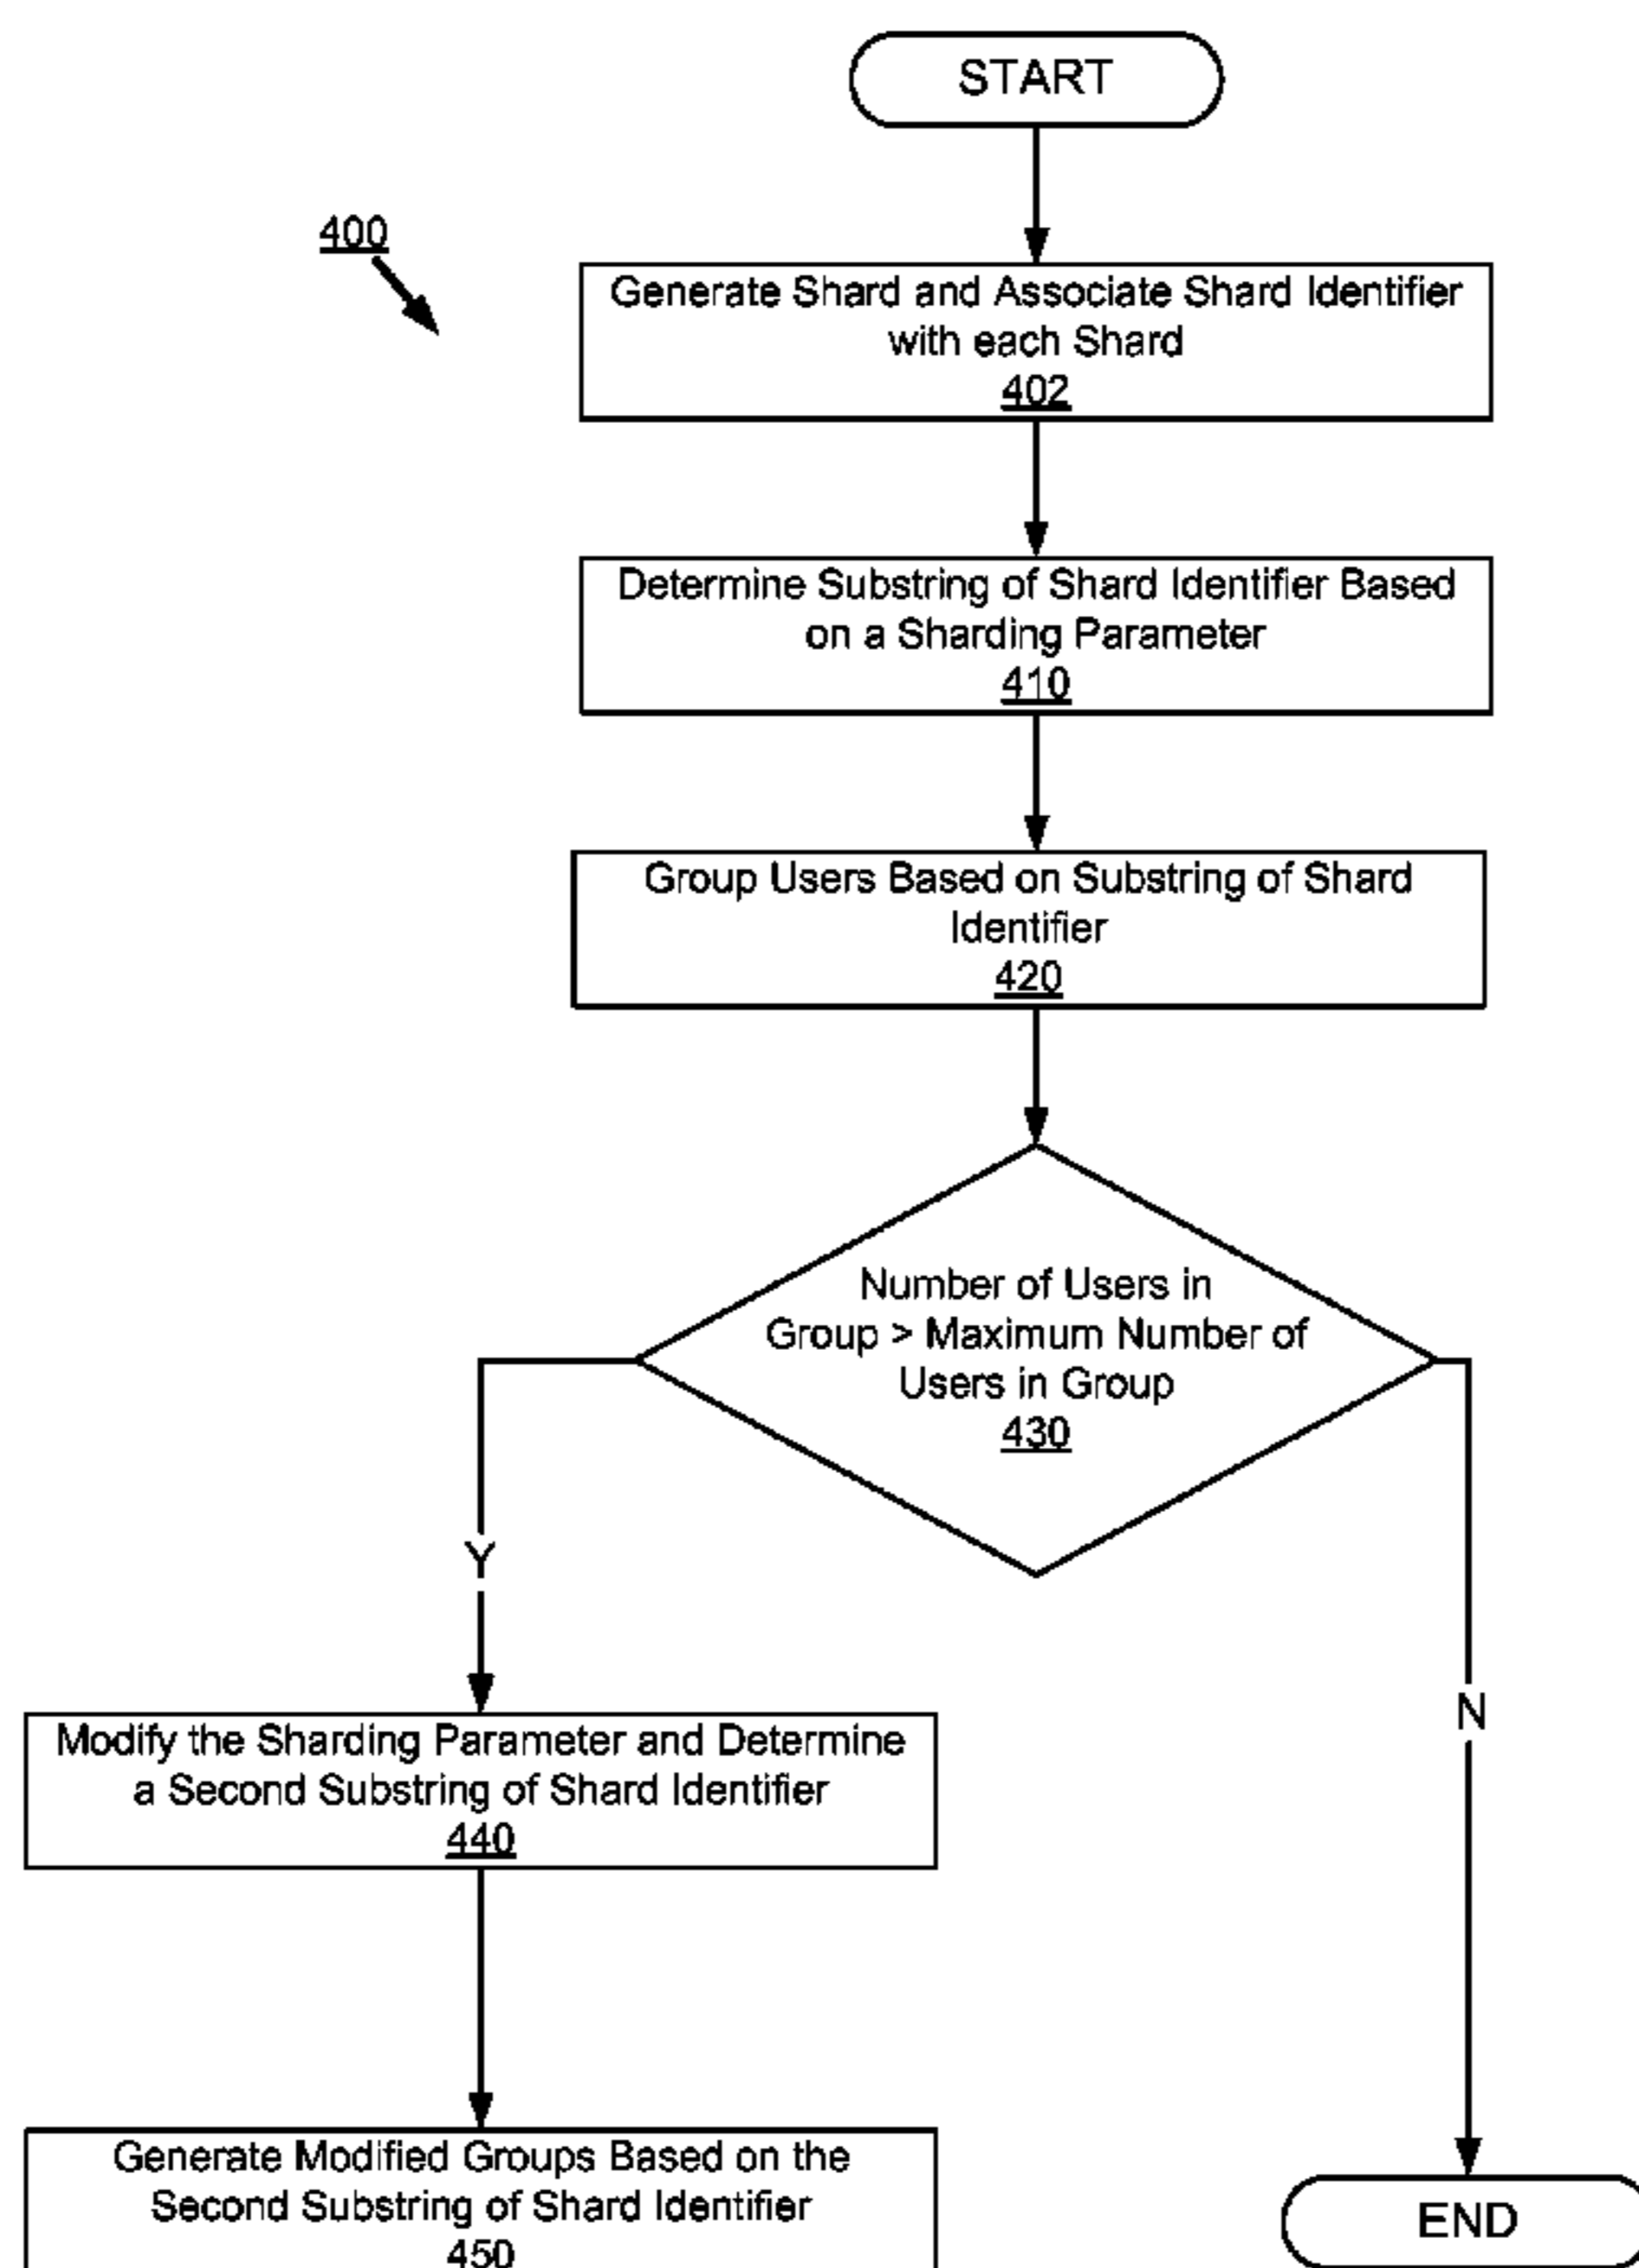 START
400
Generate Shard and Associate Shard Identifier
with each Shard
402
Determine Substring of Shard Identifier Based
on a Sharding Parameter
410
Group Users Based on Substring of Shard
Identifier
420
Number of Users in
Group > Maximum Number of
Users in Group
430
Y
N
Modify the Sharding Parameter and Determine
a Second Substring of Shard Identifier
440
Generate Modified Groups Based on the
Second Substring of Shard Identifier
450
END